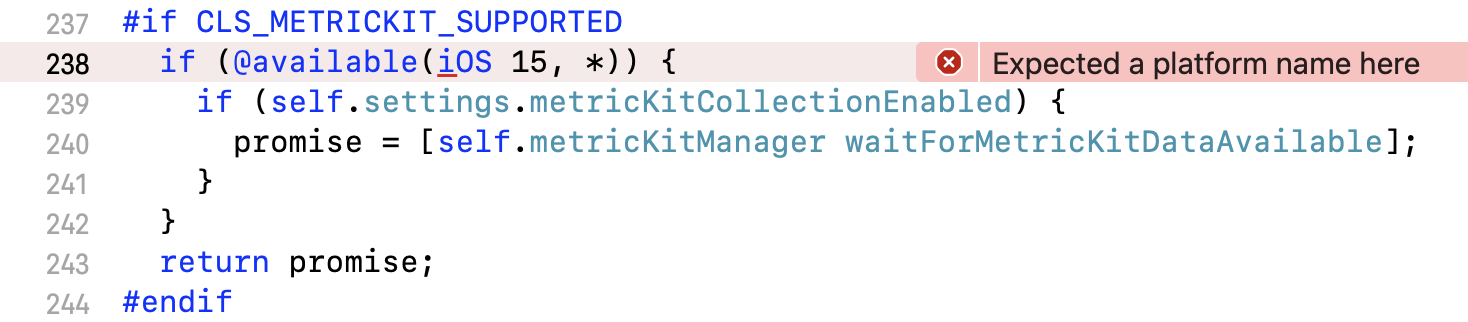 237 #if CLS_METRICKIT_SUPPORTED
238 if (@available(iOS 15, *)) { Expected a platform name here
239 if (self.settings.metricKitCollectionEnabled) {
240 promise = [self.metricKitManager waitForMetricKitDataAvailable];
241 }
242 }
243 return promise;
244 #endif